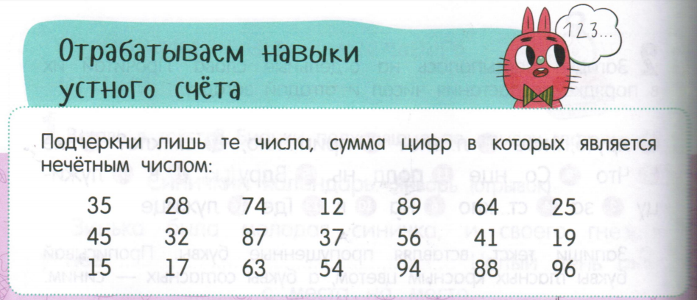 Отрабатываем навыки
123...
устного счёта
Подчеркни лишь те числа, сумма цифр в которых является
нечётным числом:
35 28 74 12 89 64 25
45 32 87 37 56 41 19
15 17 63 54 94 88 96